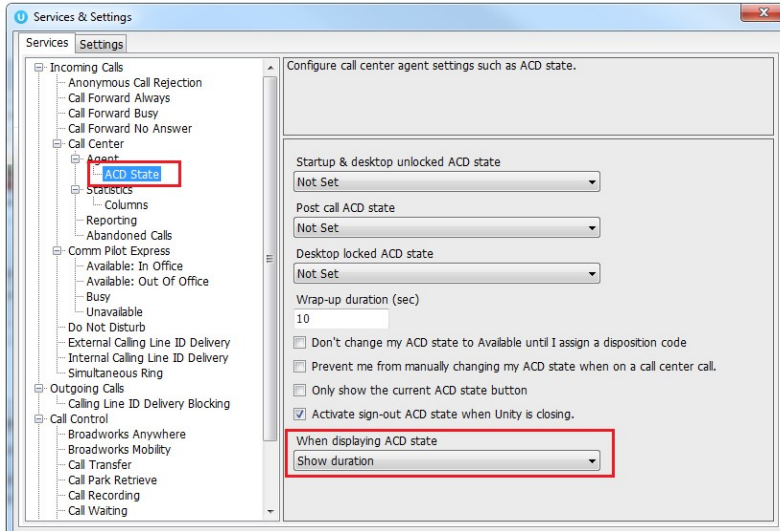 Services & Settings
Services Settings
Incoming Calls
Anonymous Call Rejection
Call Forward Always
Call Forward Busy
Call Forward No Answer
Call Center
Agent
ACD State
Statistics
Columns
Reporting
Abandoned Calls
Comm Pilot Express
Available: In Office
Available: Out Of Office
Busy
Unavailable
Do Not Disturb
External Calling Line ID Delivery
Internal Calling Line ID Delivery
Simultaneous Ring
Outgoing Calls
Calling Line ID Delivery Blocking
Call Control
Broadworks Anywhere
Broadworks Mobility
Call Transfer
Call Park Retrieve
Call Recording
Call Waiting
Configure call center agent settings such as ACD state.
Startup & desktop unlocked ACD state
Not Set
Post call ACD state
Not Set
Desktop locked ACD state
Not Set
Wrap-up duration (sec)
10
Don't change my ACD state to Available until I assign a disposition code
Prevent me from manually changing my ACD state when on a call center call.
Only show the current ACD state button
Activate sign-out ACD state when Unity is closing.
When displaying ACD state
Show duration